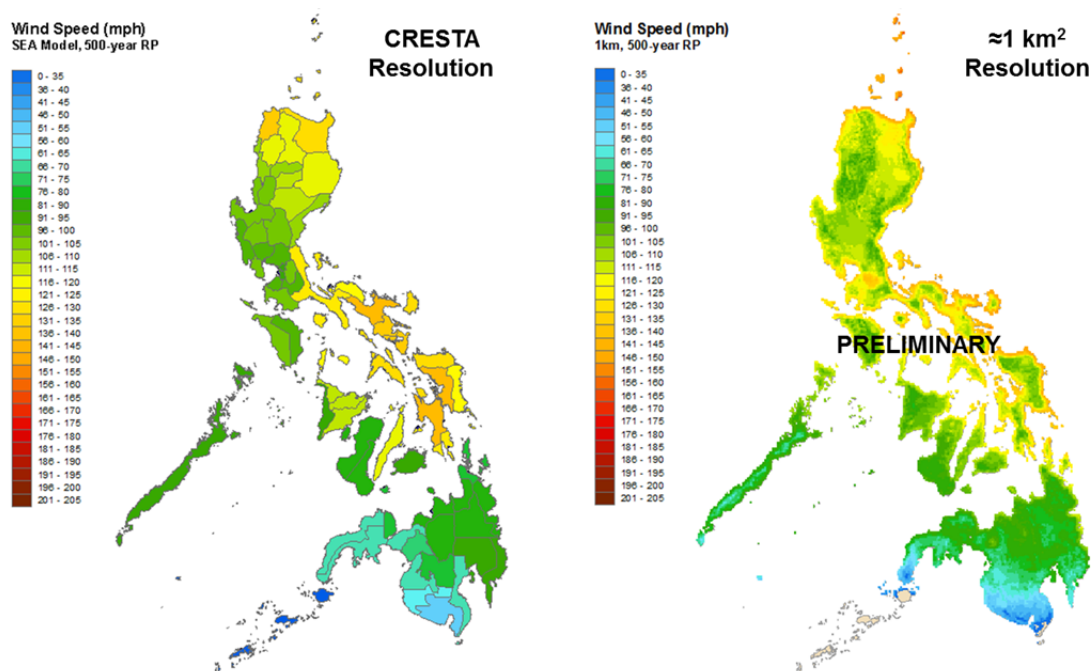 Wind Speed (mph)
SEA Model, 500-year RP
0 - 35
36 - 40
41 - 45
46 - 50
51 - 55
56 - 60
61 - 65
66 - 70
71 - 75
76 - 80
81 - 90
91 - 95
96 - 100
101 - 105
106 - 110
111 - 115
116 - 120
121 - 125
126 - 130
131 - 135
136 - 140
141 - 145
146 - 150
151 - 155
156 - 160
161 - 165
166 - 170
171 - 175
176 - 180
181 - 185
186 - 190
191 - 195
196 - 200
201 - 205
CRESTA
Resolution
Wind Speed (mph)
1km, 500-year RP
0 - 35
36 - 40
41 - 45
46 - 50
51 - 55
56 - 60
61 - 65
66 - 70
71 - 75
76 - 80
81 - 90
91 - 95
96 - 100
101 - 105
106 - 110
111 - 115
116 - 120
121 - 125
126 - 130
131 - 135
136 - 140
141 - 145
146 - 150
151 - 155
156 - 160
161 - 165
166 - 170
171 - 175
176 - 180
181 - 185
186 - 190
191 - 195
196 - 200
201 - 205
≈1 km²
Resolution
PRELIMINARY